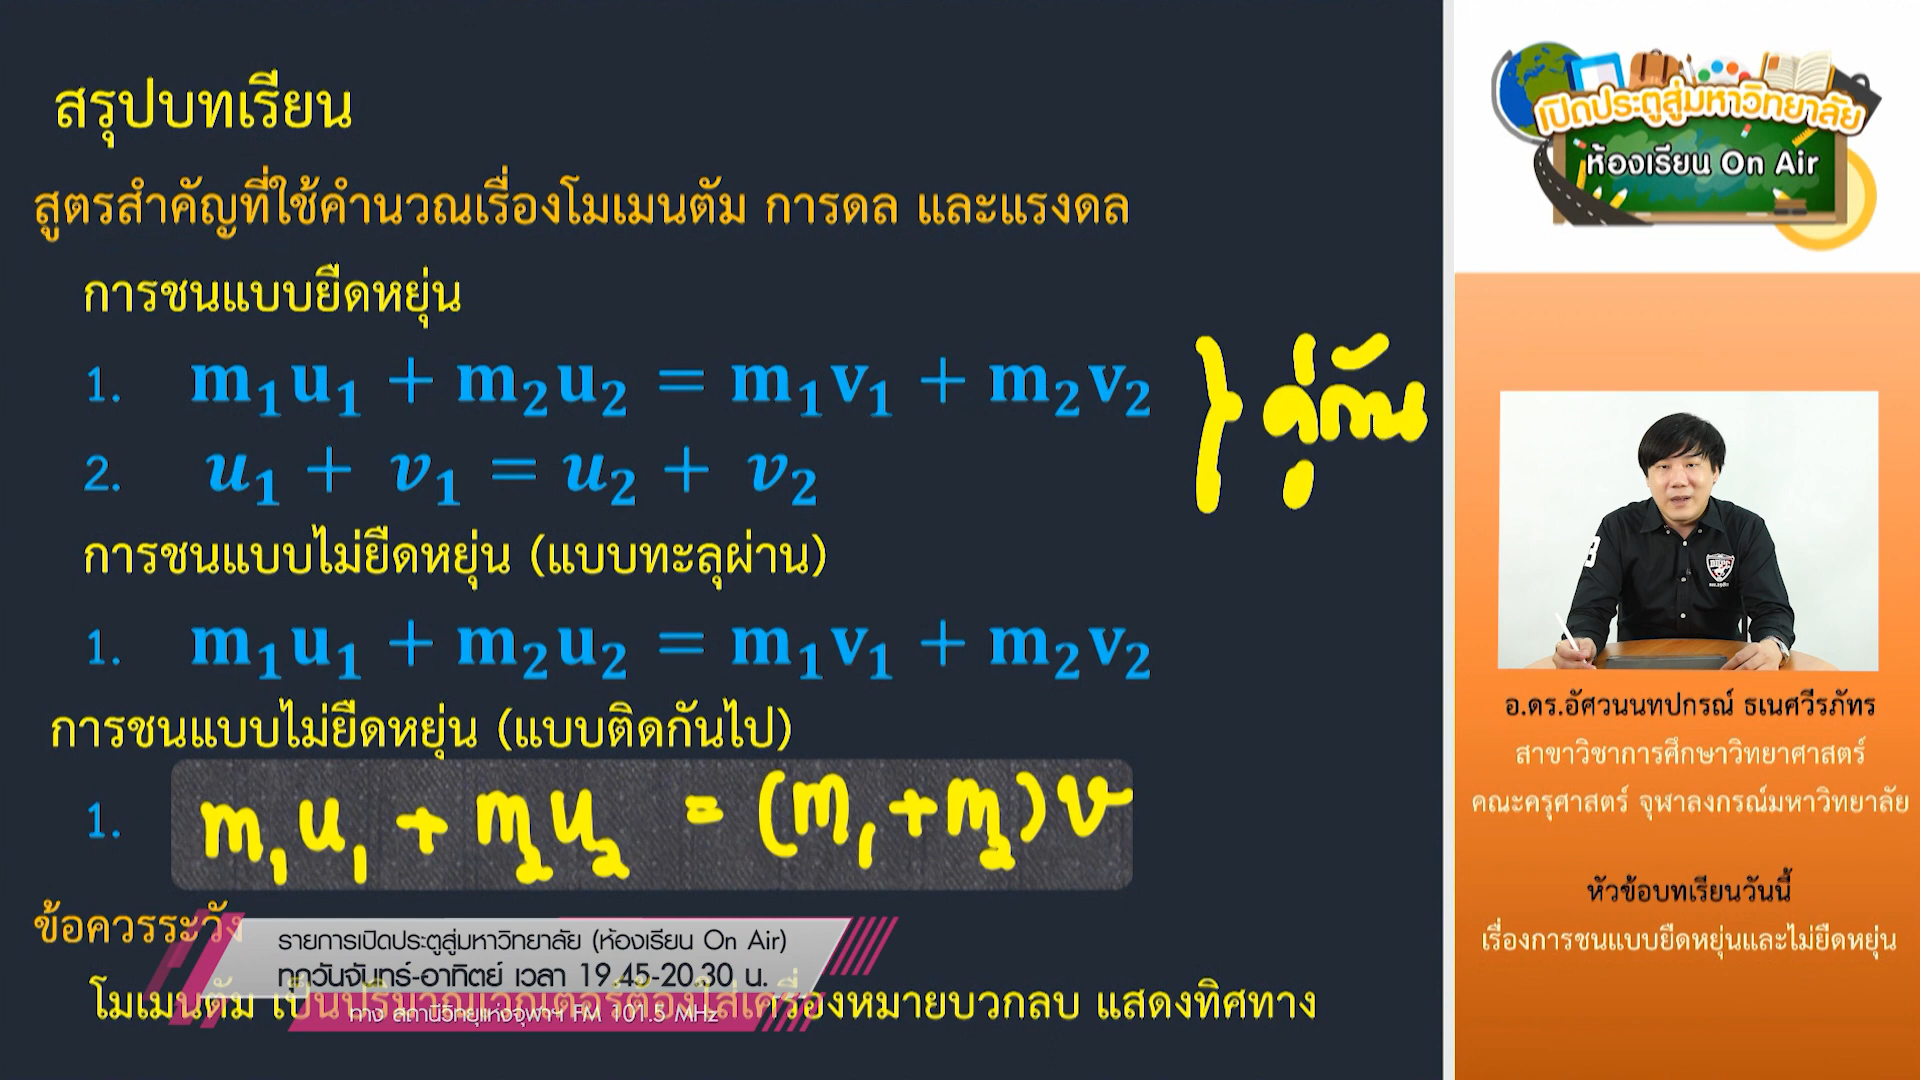 สรุปบทเรียน
สูตรสำคัญที่ใช้คำนวณเรื่องโมเมนตัม การดล และแรงดล
การชนแบบยืดหยุ่น
1. m₁u₁ + m₂u₂ = m₁v₁ + m₂v₂
2. u₁ + v₁ = u₂ + v₂
} คู่กัน
การชนแบบไม่ยืดหยุ่น (แบบทะลุผ่าน)
1. m₁u₁ + m₂u₂ = m₁v₁ + m₂v₂
การชนแบบไม่ยืดหยุ่น (แบบติดกันไป)
1. m₁u₁ + m₂u₂ = (m₁+m₂)v
ข้อควรระวัง
โมเมนตัม เป็นปริมาณเวกเตอร์ต้องใส่เครื่องหมายบวกลบ แสดงทิศทาง
รายการเปิดประตูสู่มหาวิทยาลัย (ห้องเรียน On Air)
ทุกวันจันทร์-อาทิตย์ เวลา 19.45-20.30 น.
ทาง สถานีวิทยุแห่งจุฬาฯ FM 101.5 MHz
เปิดประตูสู่มหาวิทยาลัย
ห้องเรียน On Air
อ.ดร.อัศวนนทปกรณ์ ธเนศวีรภัทร
สาขาวิชาการศึกษาวิทยาศาสตร์
คณะครุศาสตร์ จุฬาลงกรณ์มหาวิทยาลัย
หัวข้อบทเรียนวันนี้
เรื่องการชนแบบยืดหยุ่นและไม่ยืดหยุ่น